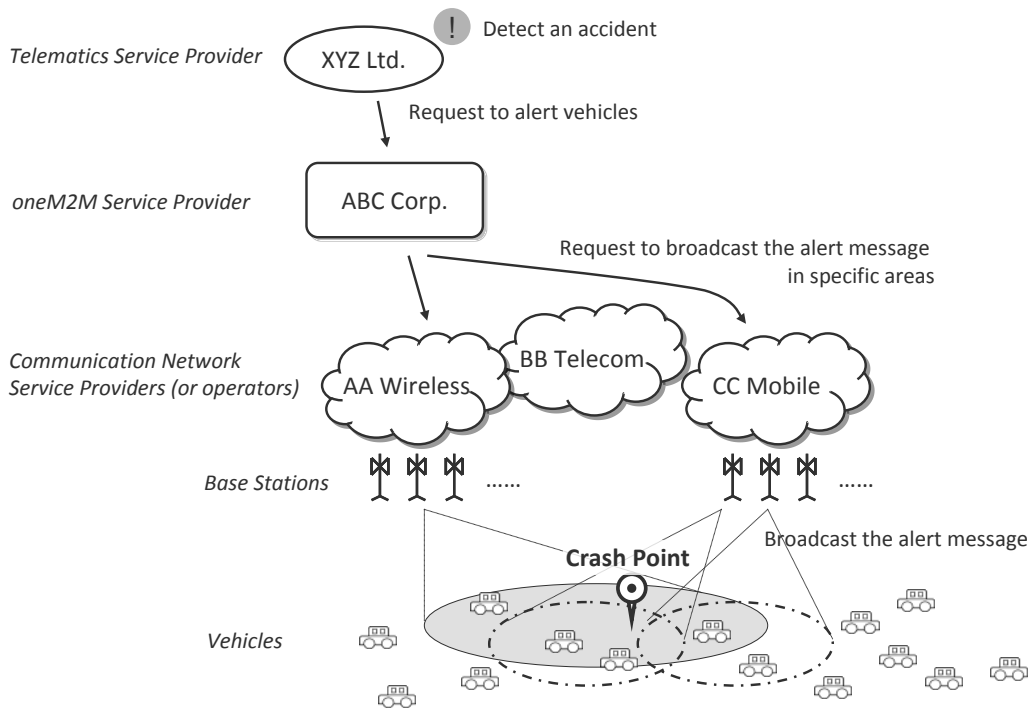 ! Detect an accident
Telematics Service Provider
XYZ Ltd.
Request to alert vehicles
oneM2M Service Provider
ABC Corp.
Request to broadcast the alert message
in specific areas
Communication Network
Service Providers (or operators)
AA Wireless
BB Telecom
CC Mobile
Base Stations
......
......
Broadcast the alert message
Crash Point
Vehicles